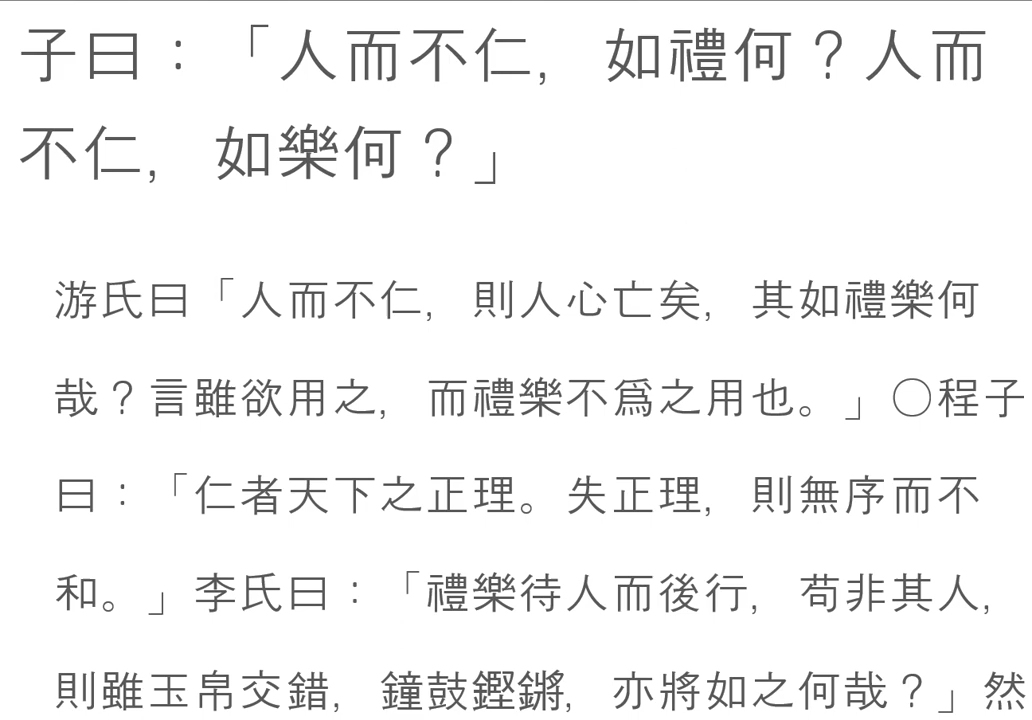 子曰：「人而不仁，如禮何？人而
不仁，如樂何？」
游氏曰「人而不仁，則人心亡矣，其如禮樂何
哉？言雖欲用之，而禮樂不爲之用也。」〇程子
曰：「仁者天下之正理。失正理，則無序而不
和。」李氏曰：「禮樂待人而後行，苟非其人，
則雖玉帛交錯，鐘鼓鏗鏘，亦將如之何哉？」然